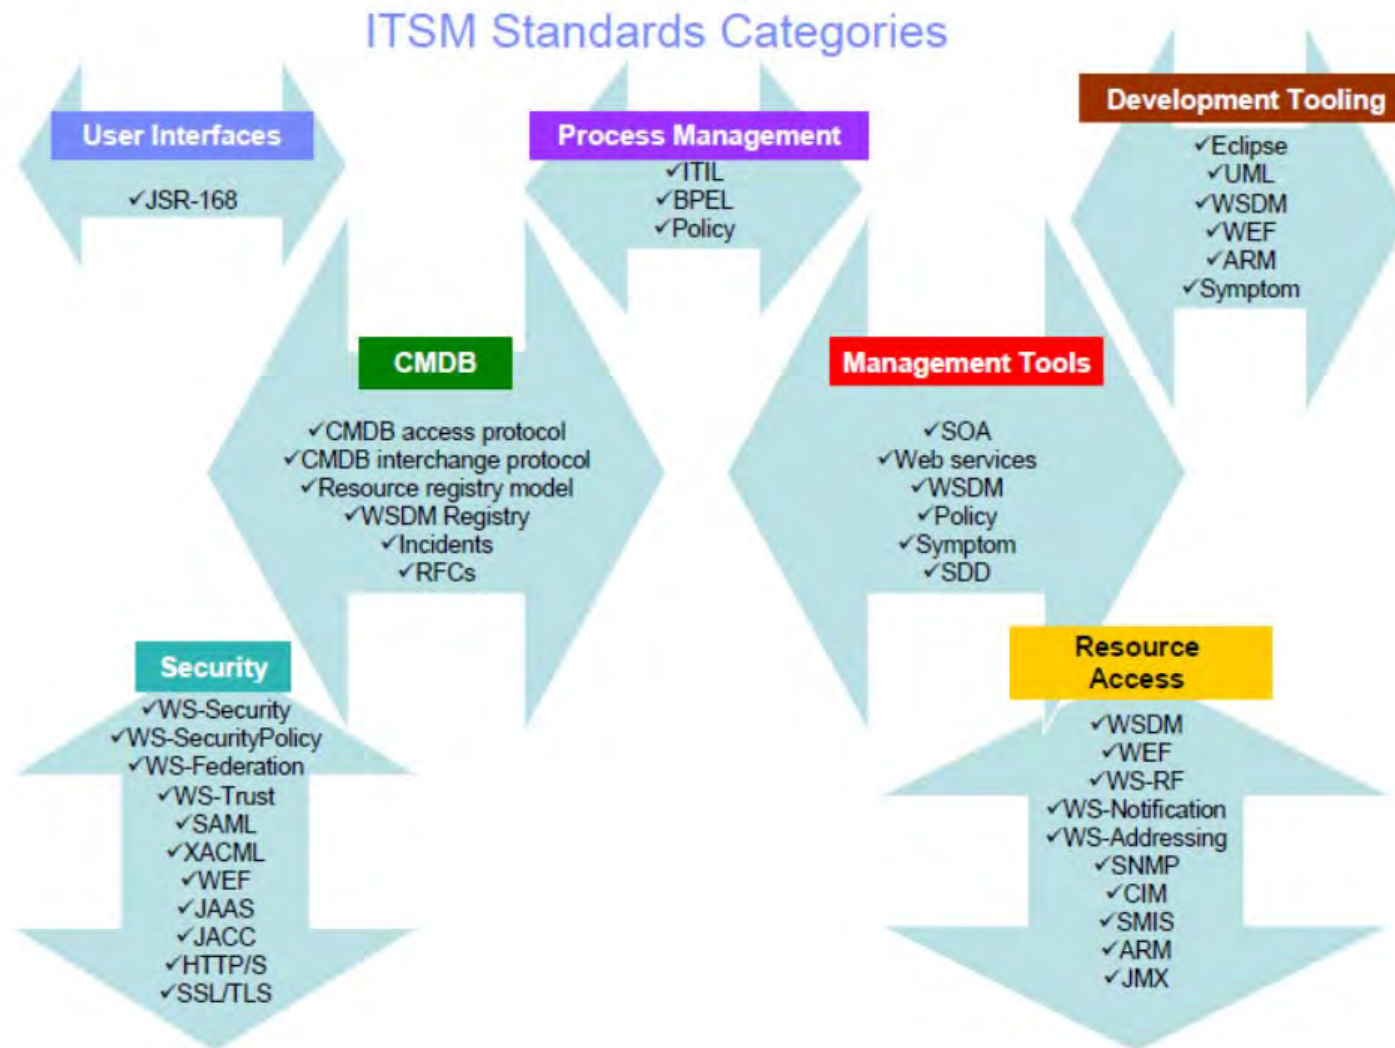 ITSM Standards Categories
User Interfaces
✓JSR-168
Process Management
✓ITIL
✓BPEL
✓Policy
Development Tooling
✓Eclipse
✓UML
✓WSDM
✓WEF
✓ARM
✓Symptom
CMDB
✓CMDB access protocol
✓CMDB interchange protocol
✓Resource registry model
✓WSDM Registry
✓Incidents
✓RFCs
Management Tools
✓SOA
✓Web services
✓WSDM
✓Policy
✓Symptom
✓SDD
Security
✓WS-Security
✓WS-SecurityPolicy
✓WS-Federation
✓WS-Trust
✓SAML
✓XACML
✓WEF
✓JAAS
✓JACC
✓HTTP/S
✓SSL/TLS
Resource
Access
✓WSDM
✓WEF
✓WS-RF
✓WS-Notification
✓WS-Addressing
✓SNMP
✓CIM
✓SMIS
✓ARM
✓JMX